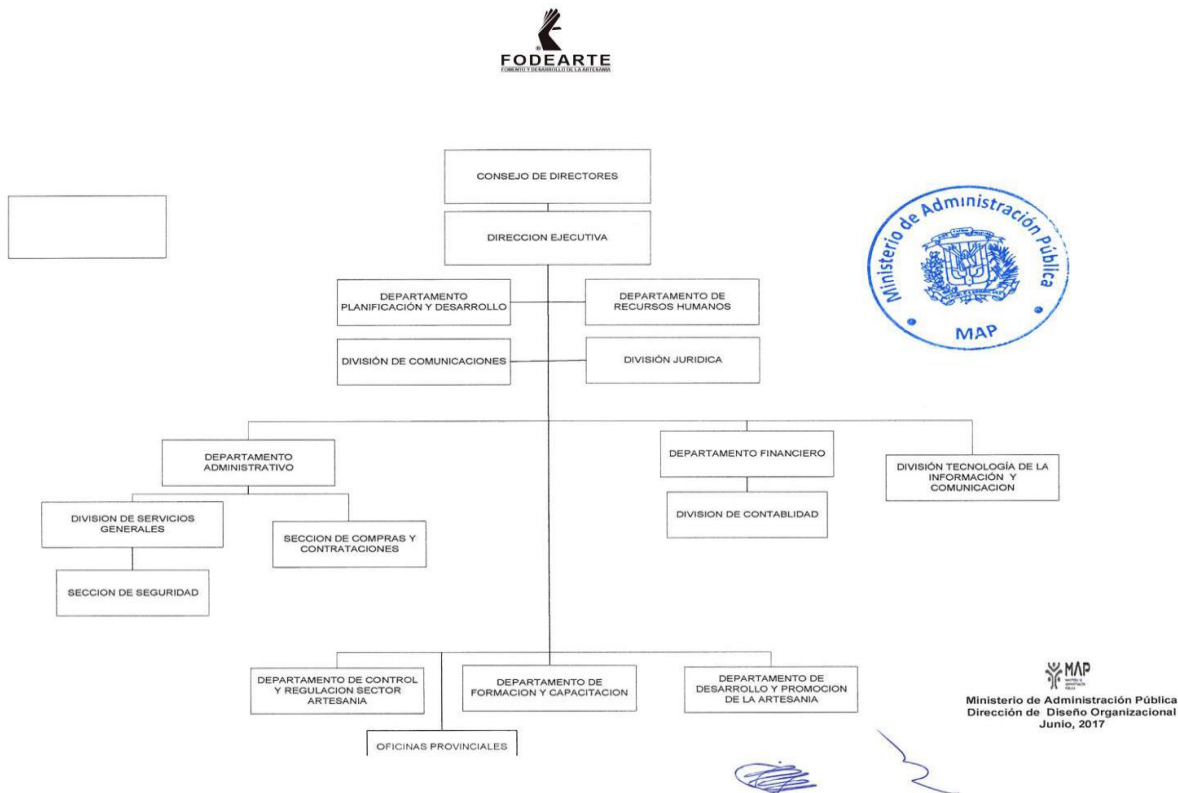 FODEARTE
FOMENTO Y DESARROLLO DE LA ARTESANIA
CONSEJO DE DIRECTORES
DIRECCION EJECUTIVA
DEPARTAMENTO
PLANIFICACIÓN Y DESARROLLO
DEPARTAMENTO DE
RECURSOS HUMANOS
DIVISIÓN DE COMUNICACIONES
DIVISIÓN JURIDICA
Ministerio de Administración Pública
MAP
DEPARTAMENTO
ADMINISTRATIVO
DEPARTAMENTO FINANCIERO
DIVISIÓN TECNOLOGÍA DE LA
INFORMACIÓN Y
COMUNICACION
DIVISION DE SERVICIOS
GENERALES
SECCION DE COMPRAS Y
CONTRATACIONES
DIVISION DE CONTABLIDAD
SECCION DE SEGURIDAD
DEPARTAMENTO DE CONTROL
Y REGULACION SECTOR
ARTESANIA
DEPARTAMENTO DE
FORMACION Y CAPACITACION
DEPARTAMENTO DE
DESARROLLO Y PROMOCION
DE LA ARTESANIA
OFICINAS PROVINCIALES
MAP
Ministerio de Administración Pública
Dirección de Diseño Organizacional
Junio, 2017